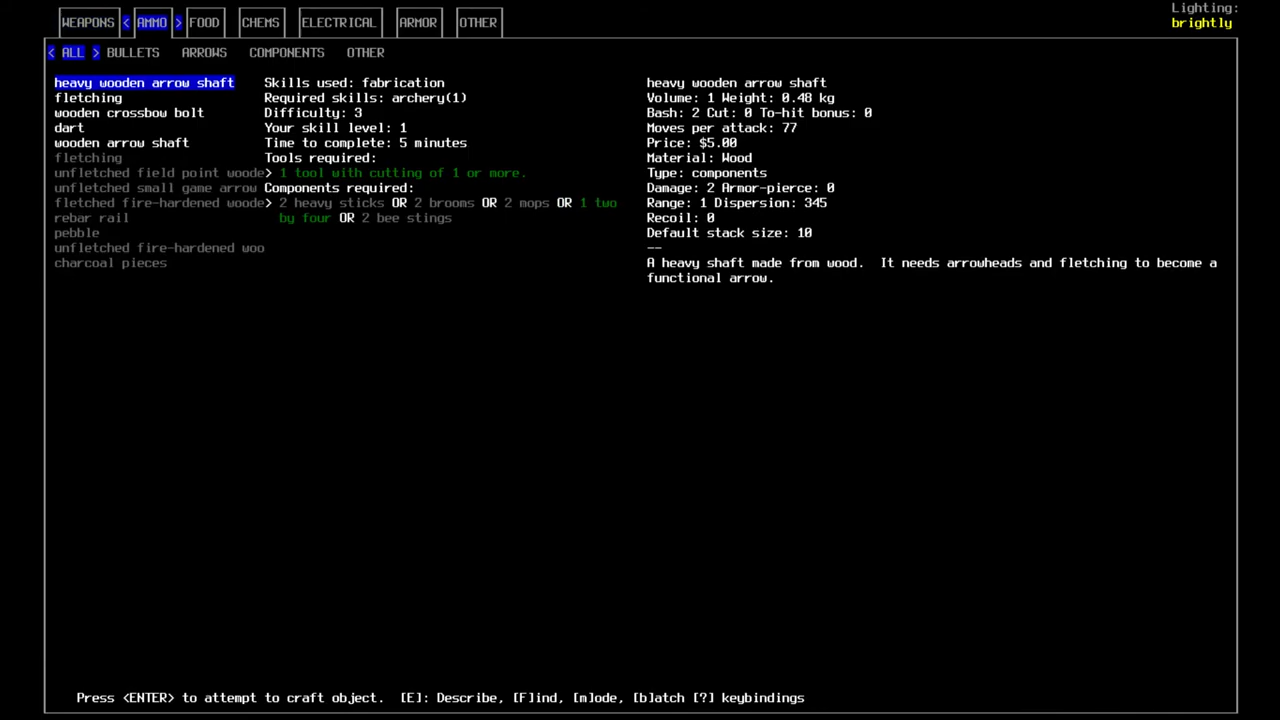 Lighting:
WEAPONS < AMMO > FOOD CHEMS ELECTRICAL ARMOR OTHER brightly
< ALL > BULLETS ARROWS COMPONENTS OTHER
heavy wooden arrow shaft Skills used: fabrication heavy wooden arrow shaft
fletching Required skills: archery(1) Volume: 1 Weight: 0.48 kg
wooden crossbow bolt Difficulty: 3 Bash: 2 Cut: 0 To-hit bonus: 0
dart Your skill level: 1 Moves per attack: 77
wooden arrow shaft Time to complete: 5 minutes Price: $5.00
fletching Tools required: Material: Wood
unfletched field point woode> 1 tool with cutting of 1 or more. Type: components
unfletched small game arrow Components required: Damage: 2 Armor-pierce: 0
fletched fire-hardened woode> 2 heavy sticks OR 2 brooms OR 2 mops OR 1 two Range: 1 Dispersion: 345
rebar rail by four OR 2 bee stings Recoil: 0
pebble Default stack size: 10
unfletched fire-hardened woo --
charcoal pieces A heavy shaft made from wood.  It needs arrowheads and fletching to become a
functional arrow.
Press <ENTER> to attempt to craft object.  [E]: Describe, [F]ind, [m]ode, [b]atch [?] keybindings